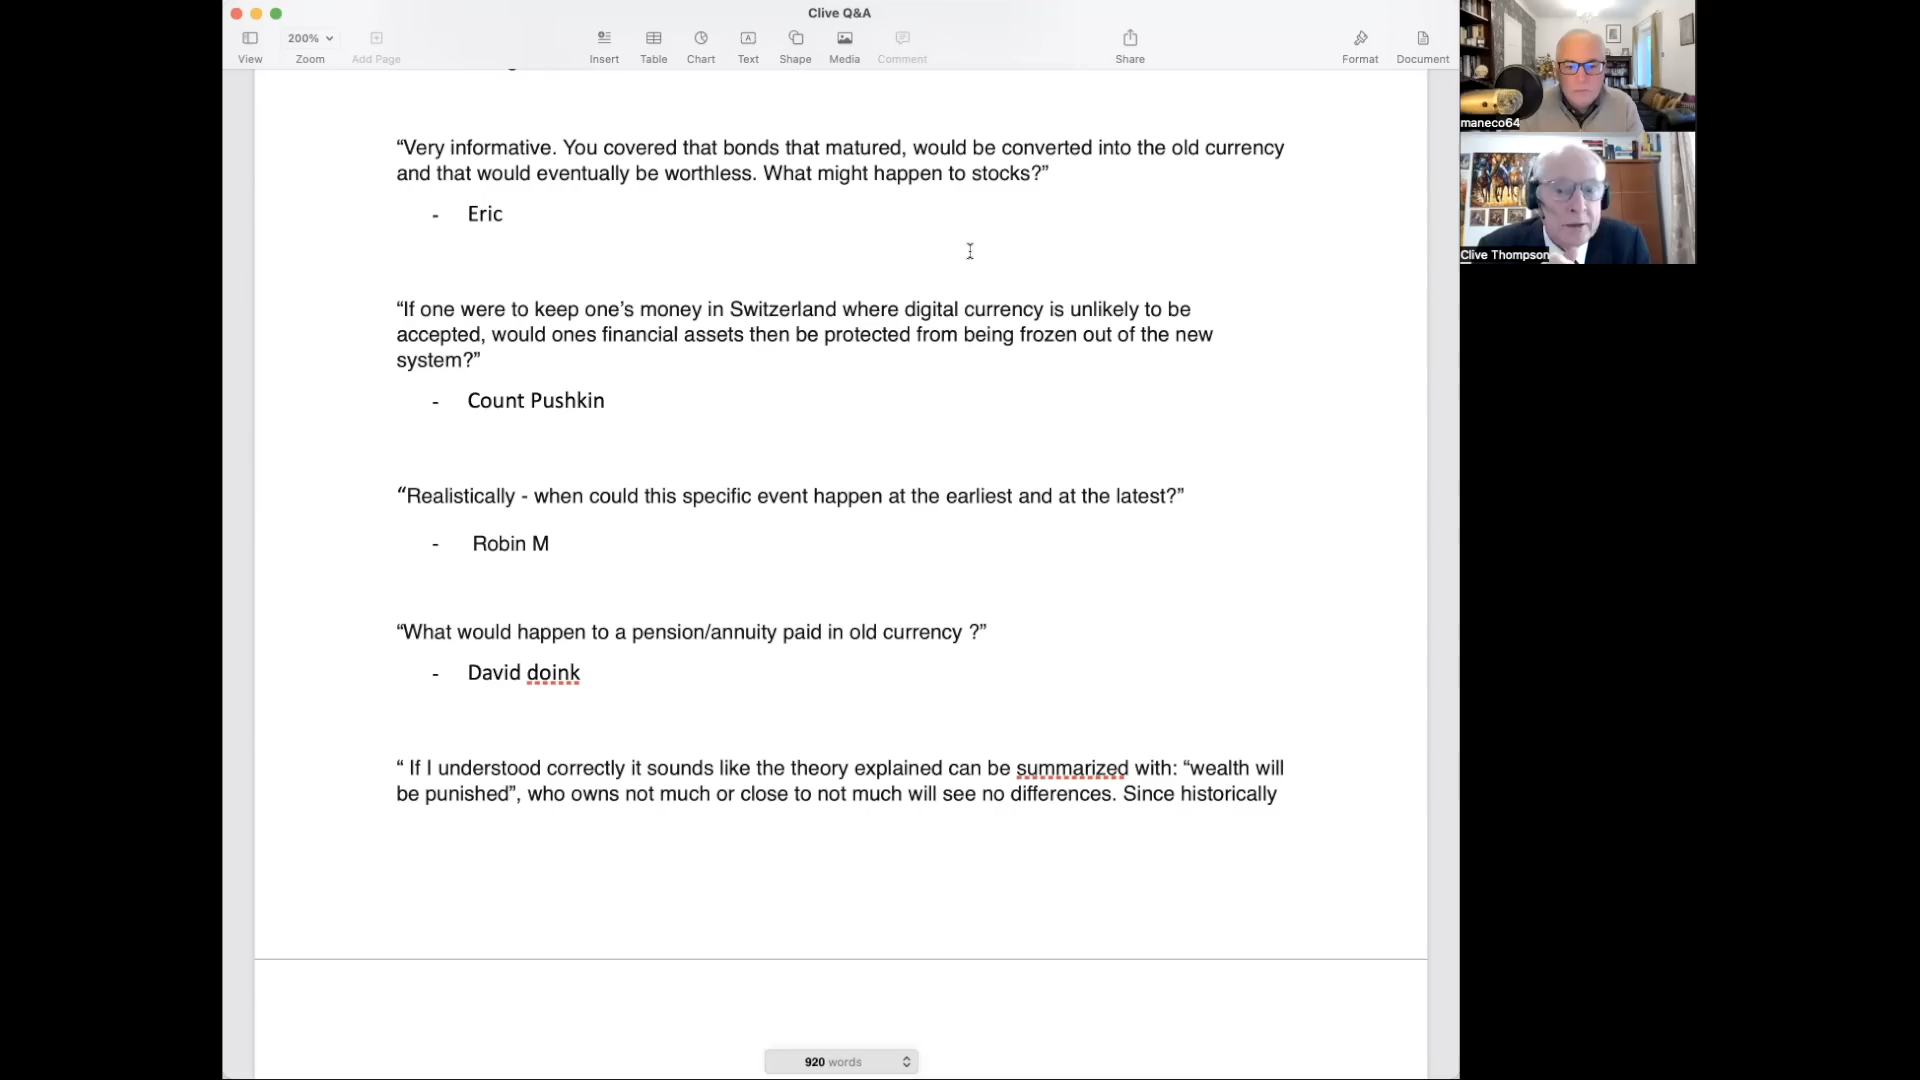 Clive Q&A
200%
View
Zoom
Add Page
Insert
Table
Chart
Text
Shape
Media
Comment
Share
Format
Document
“Very informative. You covered that bonds that matured, would be converted into the old currency
and that would eventually be worthless. What might happen to stocks?”
- Eric
“If one were to keep one’s money in Switzerland where digital currency is unlikely to be
accepted, would ones financial assets then be protected from being frozen out of the new
system?”
- Count Pushkin
“Realistically - when could this specific event happen at the earliest and at the latest?”
- Robin M
“What would happen to a pension/annuity paid in old currency ?”
- David doink
“ If I understood correctly it sounds like the theory explained can be summarized with: “wealth will
be punished”, who owns not much or close to not much will see no differences. Since historically
920 words
maneco64
Clive Thompson